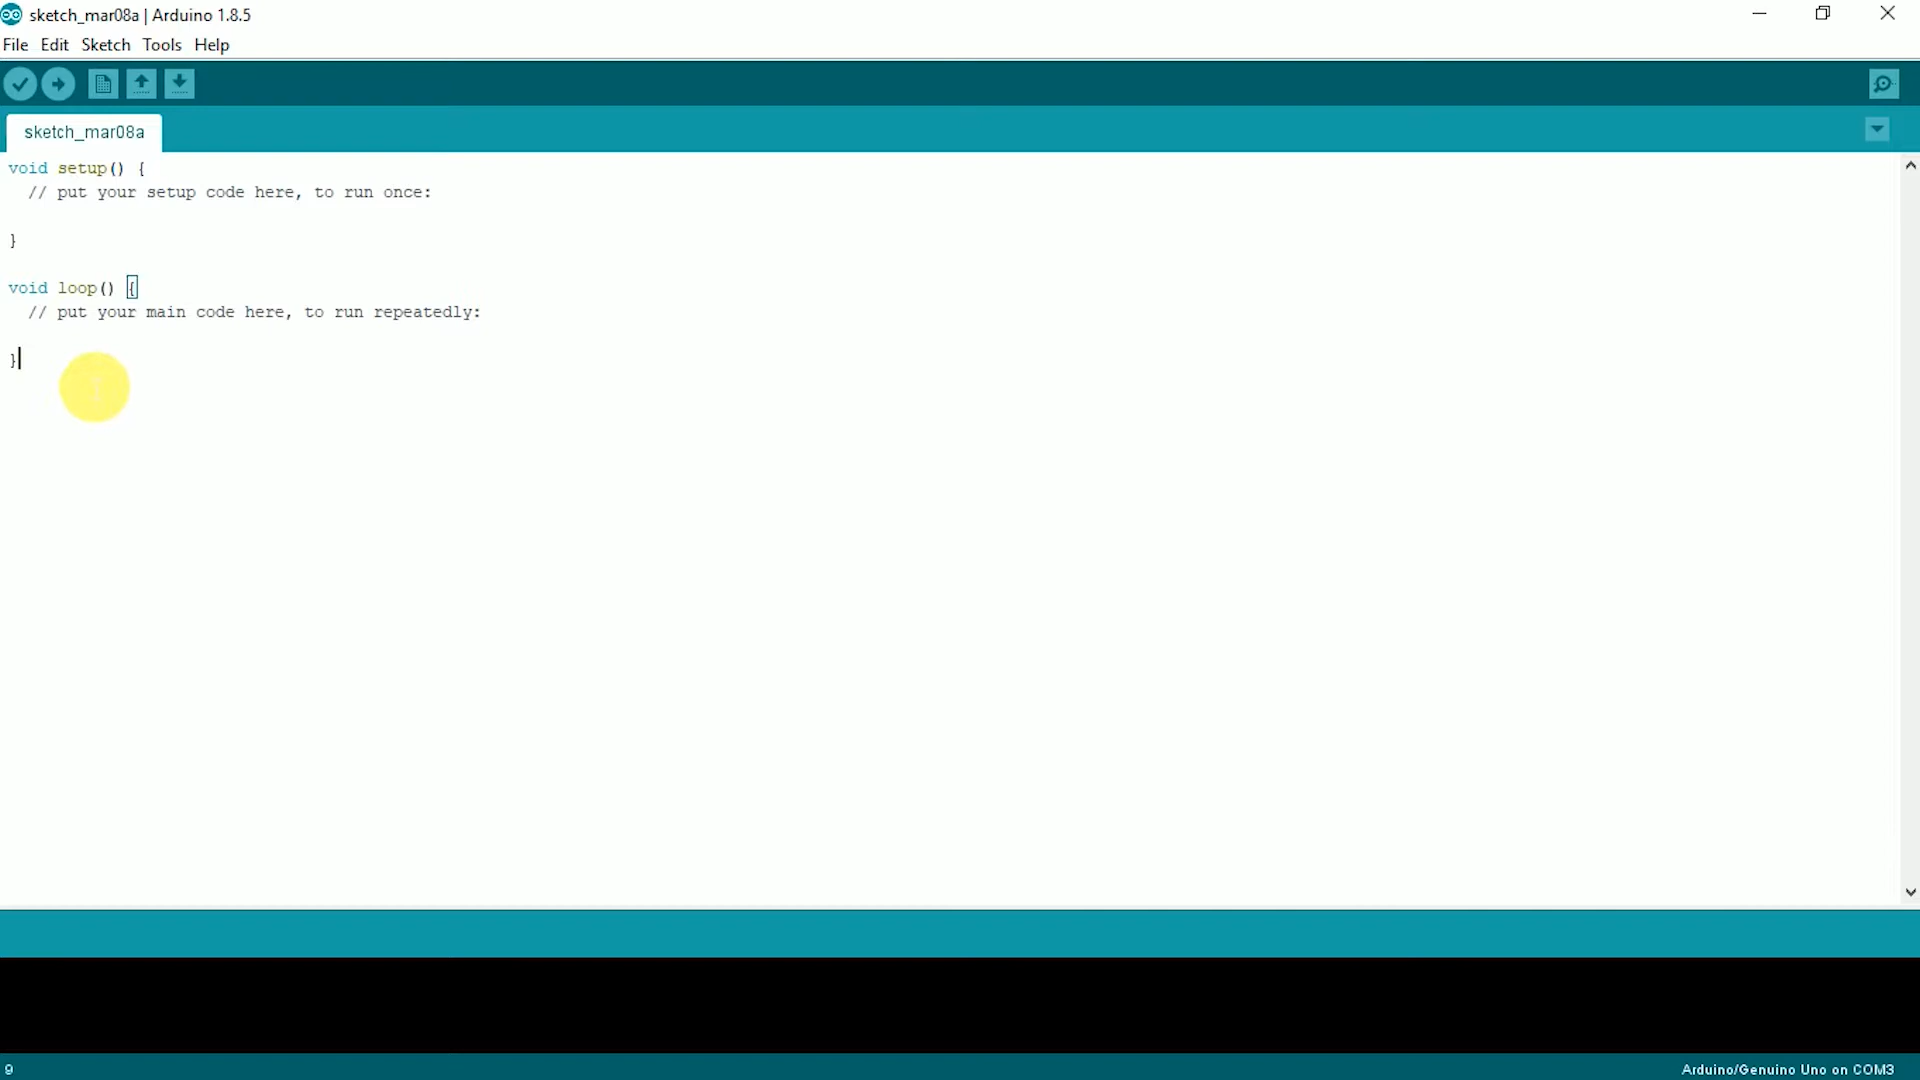 sketch_mar08a | Arduino 1.8.5
File Edit Sketch Tools Help
sketch_mar08a
void setup() {
  // put your setup code here, to run once:
}
void loop() {
  // put your main code here, to run repeatedly:
}
9
Arduino/Genuino Uno on COM3